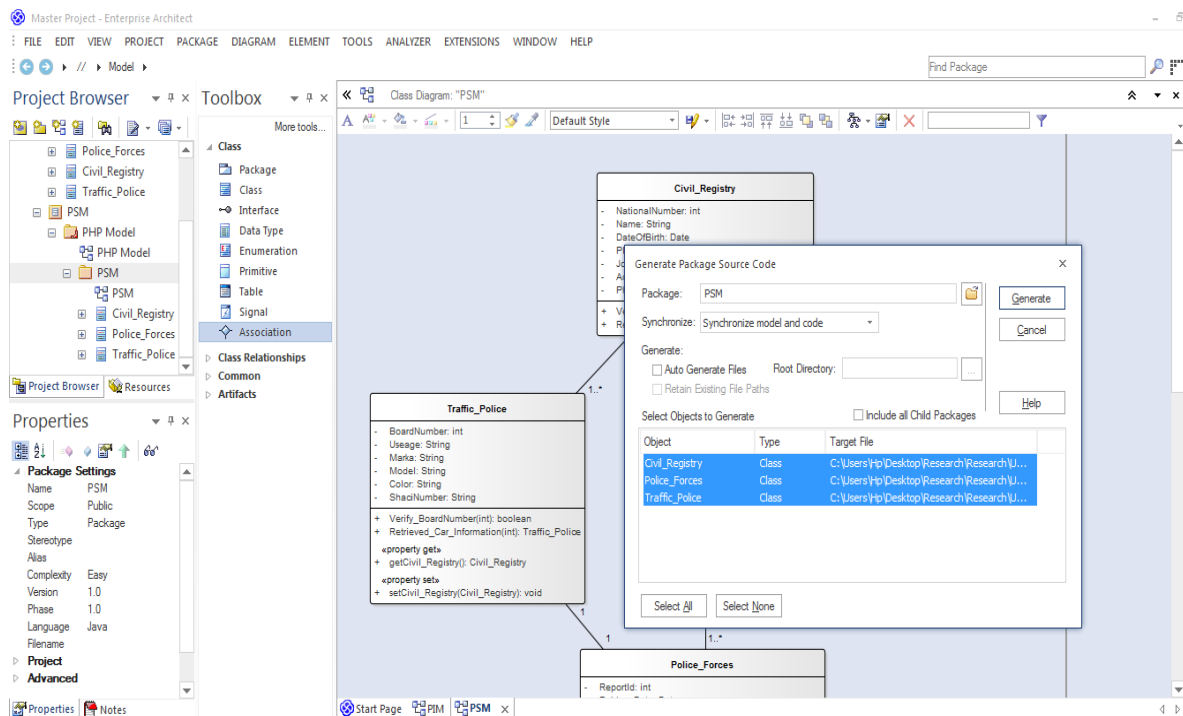 Master Project - Enterprise Architect
FILE EDIT VIEW PROJECT PACKAGE DIAGRAM ELEMENT TOOLS ANALYZER EXTENSIONS WINDOW HELP
// Model
Find Package
Project Browser
Police_Forces
Civil_Registry
Traffic_Police
PSM
PHP Model
PHP Model
PSM
PSM
Civil_Registry
Police_Forces
Traffic_Police
Project Browser Resources
Properties
Package Settings
Name PSM
Scope Public
Type Package
Stereotype
Alias
Complexity Easy
Version 1.0
Phase 1.0
Language Java
Filename
Project
Advanced
Properties Notes
Toolbox
More tools...
Class
Package
Class
Interface
Data Type
Enumeration
Primitive
Table
Signal
Association
Class Relationships
Common
Artifacts
Class Diagram: "PSM"
A 1 Default Style
Civil_Registry
- NationalNumber: int
- Name: String
- DateOfBirth: Date
1..*
Traffic_Police
- BoardNumber: int
- Useage: String
- Marka: String
- Model: String
- Color: String
- ShaciNumber: String
+ Verify_BoardNumber(int): boolean
+ Retrieved_Car_Information(int): Traffic_Police
«property get»
+ getCivil_Registry(): Civil_Registry
«property set»
+ setCivil_Registry(Civil_Registry): void
1
1
1..*
Police_Forces
- ReportId: int
Generate Package Source Code
Package: PSM
Generate
Synchronize: Synchronize model and code
Cancel
Generate:
Auto Generate Files Root Directory: ...
Retain Existing File Paths
Help
Select Objects to Generate Include all Child Packages
Object Type Target File
Civil_Registry Class C:\Users\Hp\Desktop\Research\Research\U...
Police_Forces Class C:\Users\Hp\Desktop\Research\Research\U...
Traffic_Police Class C:\Users\Hp\Desktop\Research\Research\U...
Select All Select None
Start Page PIM PSM